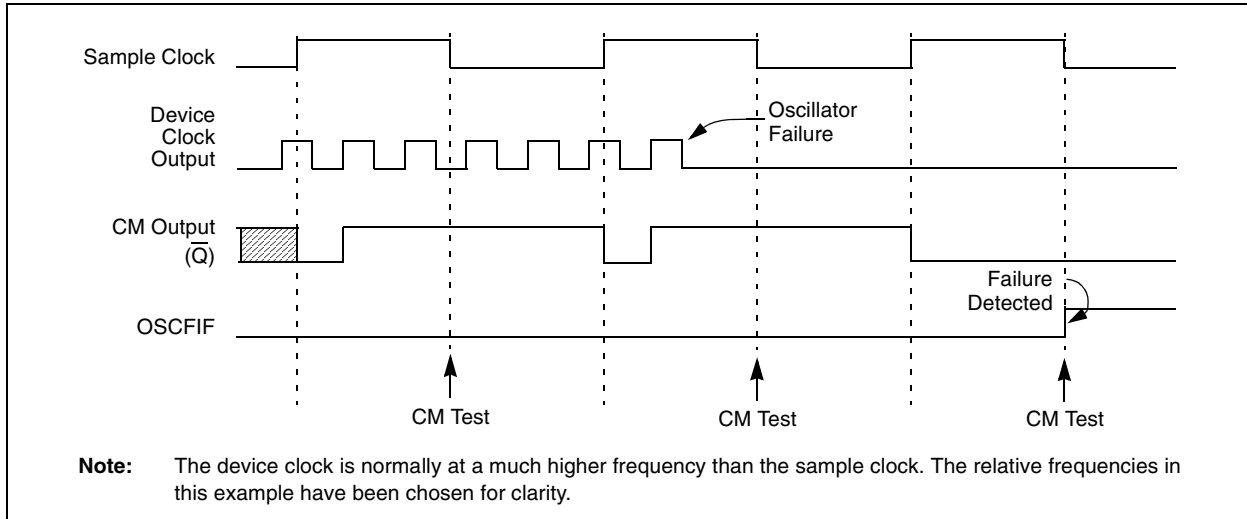 Sample Clock
Device
Clock
Output
Oscillator
Failure
CM Output
(Q̅)
Failure
Detected
OSCFIF
CM Test
CM Test
CM Test
Note: The device clock is normally at a much higher frequency than the sample clock. The relative frequencies in
this example have been chosen for clarity.